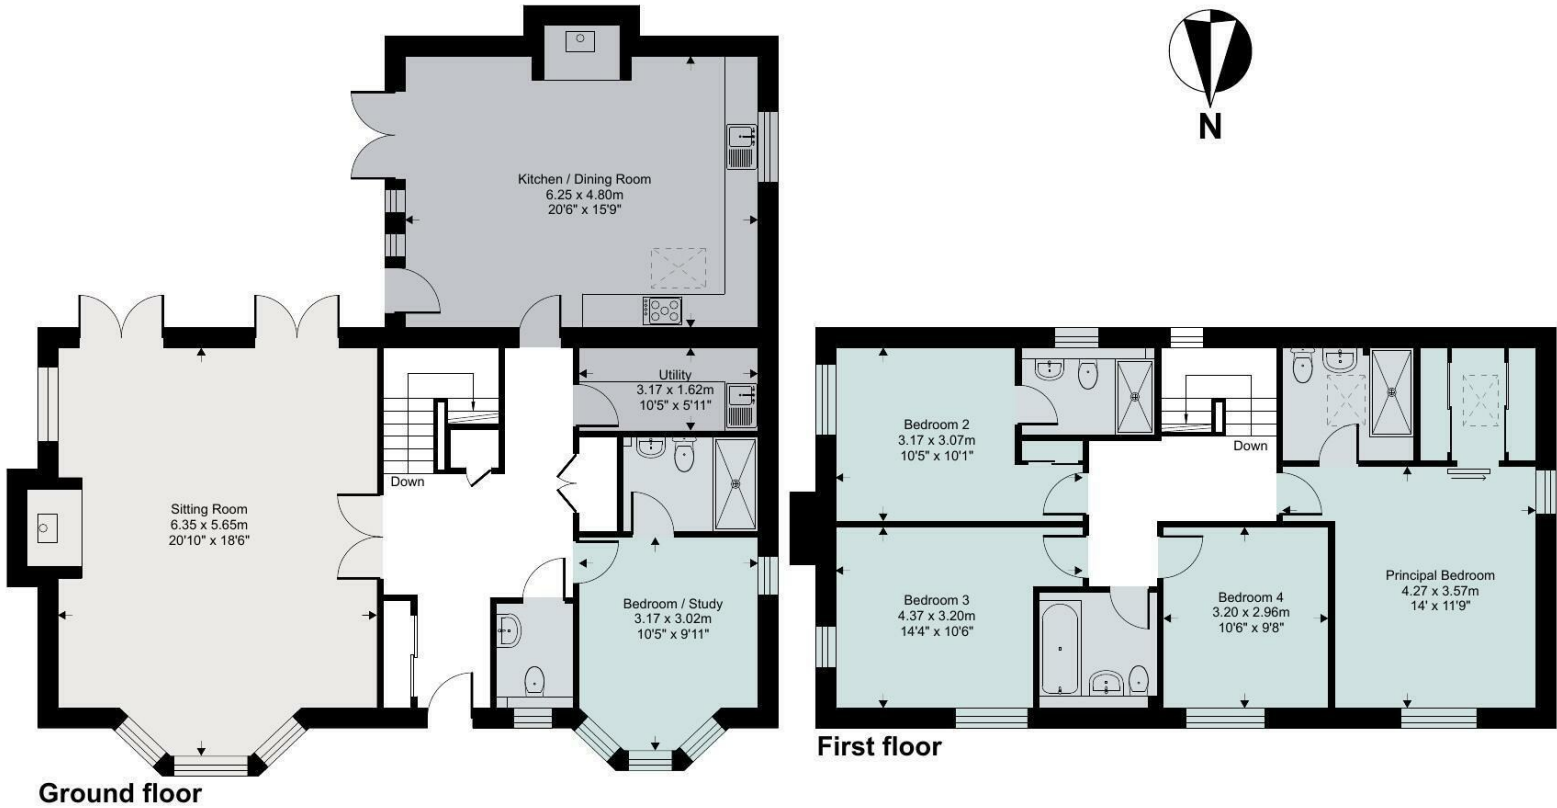 N
Kitchen / Dining Room
6.25 x 4.80m
20'6" x 15'9"
Utility
3.17 x 1.62m
10'5" x 5'11"
Down
Sitting Room
6.35 x 5.65m
20'10" x 18'6"
Bedroom / Study
3.17 x 3.02m
10'5" x 9'11"
Ground floor
Bedroom 2
3.17 x 3.07m
10'5" x 10'1"
Down
Bedroom 3
4.37 x 3.20m
14'4" x 10'6"
Bedroom 4
3.20 x 2.96m
10'6" x 9'8"
Principal Bedroom
4.27 x 3.57m
14' x 11'9"
First floor